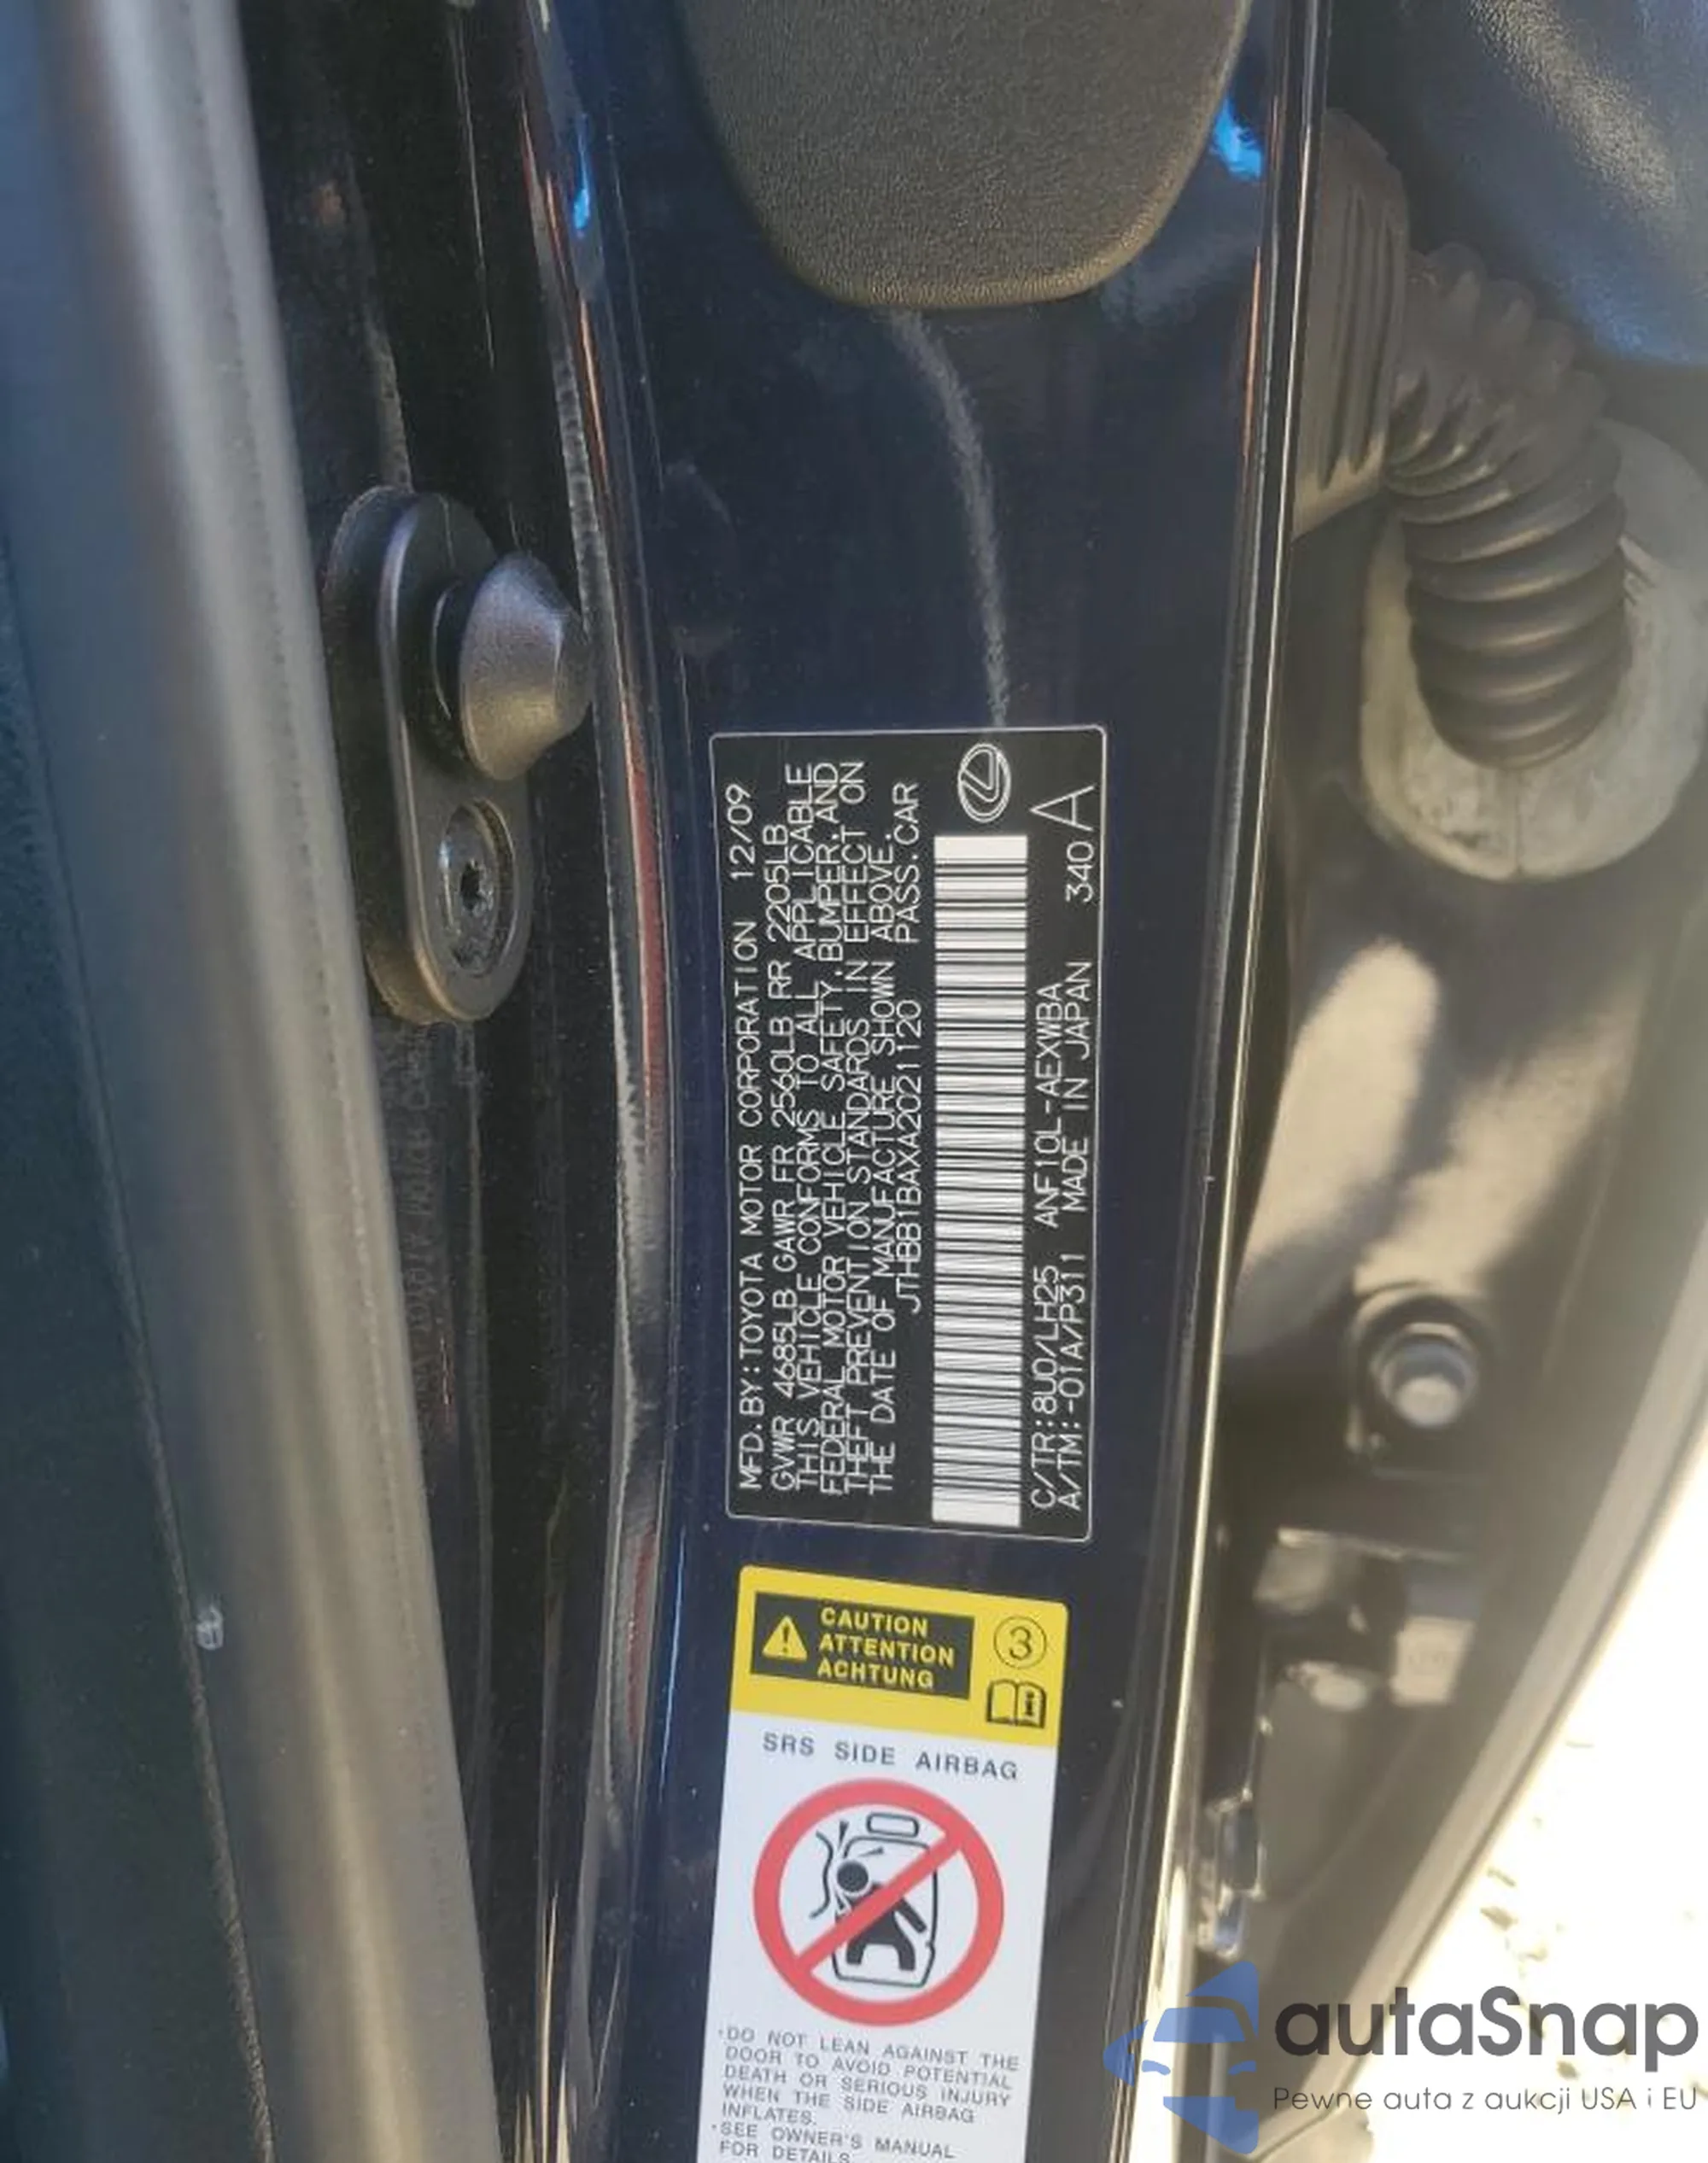 MFD.BY:TOYOTA MOTOR CORPORATION 12/09
GVWR 4685LB GAWR FR 2560LB RR 2205LB
THIS VEHICLE CONFORMS TO ALL APPLICABLE
FEDERAL MOTOR VEHICLE SAFETY,BUMPER,AND
THEFT PREVENTION STANDARDS IN EFFECT ON
THE DATE OF MANUFACTURE SHOWN ABOVE.
JTHBB1BAXA2021120 PASS.CAR
C/TR:8U0/LH25 ANF10L-AEXWBA
A/TM:-01A/P311 MADE IN JAPAN 340 A
CAUTION
ATTENTION
ACHTUNG
3
SRS SIDE AIRBAG
·DO NOT LEAN AGAINST THE
DOOR TO AVOID POTENTIAL
DEATH OR SERIOUS INJURY
WHEN THE SIDE AIRBAG
INFLATES.
·SEE OWNER'S MANUAL
FOR DETAILS.
autaSnap
Pewne auta z aukcji USA i EU